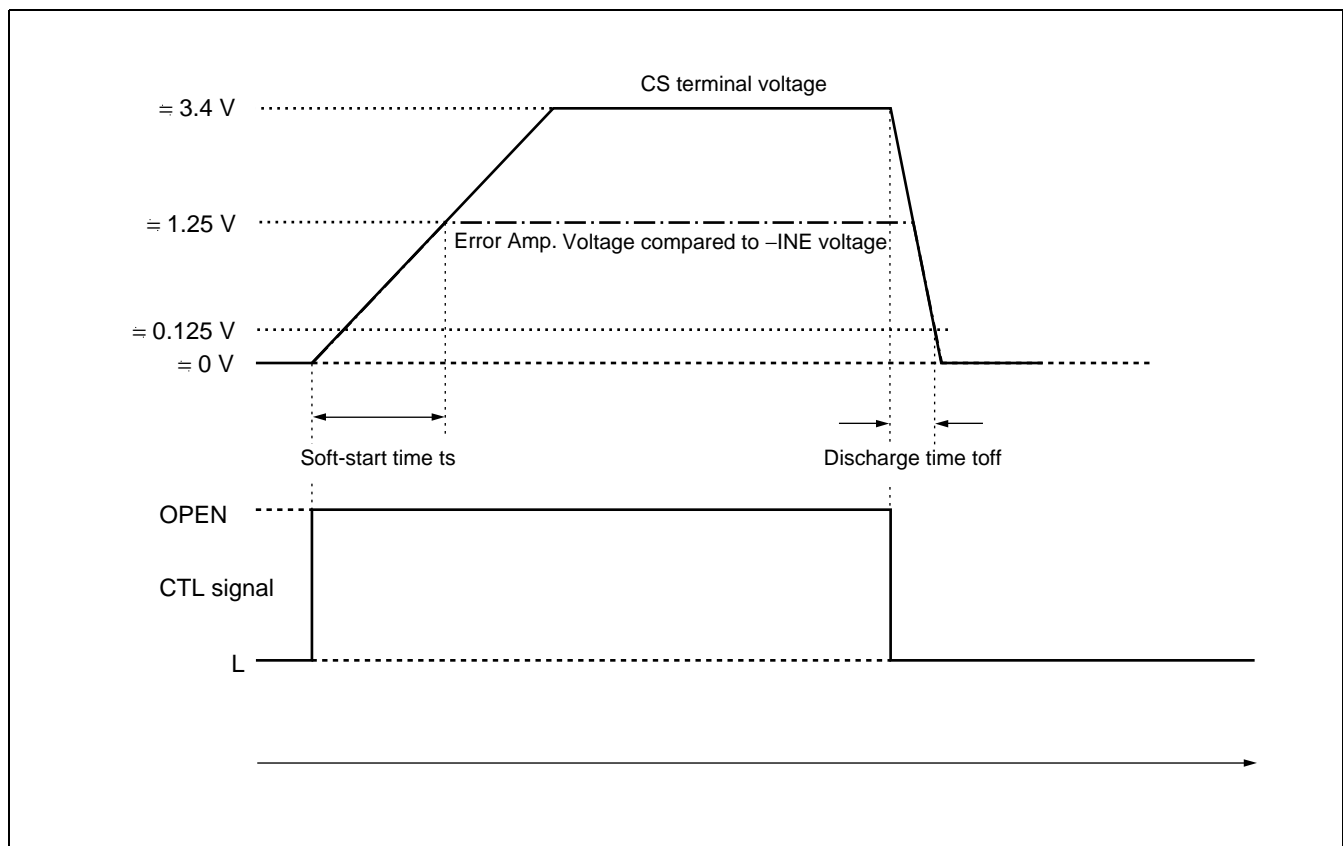 CS terminal voltage
≒ 3.4 V
≒ 1.25 V
Error Amp. Voltage compared to –INE voltage
≒ 0.125 V
≒ 0 V
Soft-start time ts
Discharge time toff
OPEN
CTL signal
L